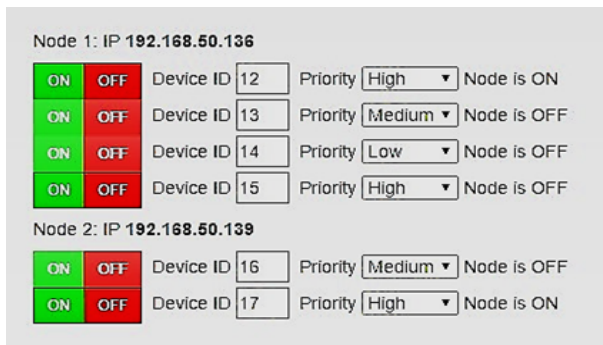 Node 1: IP 192.168.50.136
ON OFF Device ID 12 Priority High Node is ON
ON OFF Device ID 13 Priority Medium Node is OFF
ON OFF Device ID 14 Priority Low Node is OFF
ON OFF Device ID 15 Priority High Node is OFF
Node 2: IP 192.168.50.139
ON OFF Device ID 16 Priority Medium Node is OFF
ON OFF Device ID 17 Priority High Node is ON